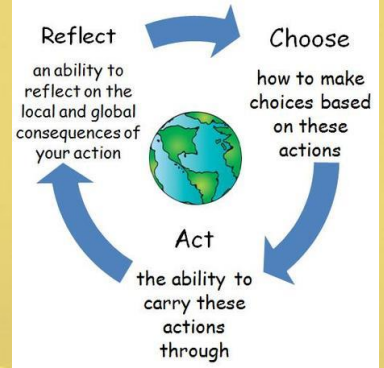 Reflect
an ability to
reflect on the
local and global
consequences of
your action
Choose
how to make
choices based
on these
actions
Act
the ability to
carry these
actions
through